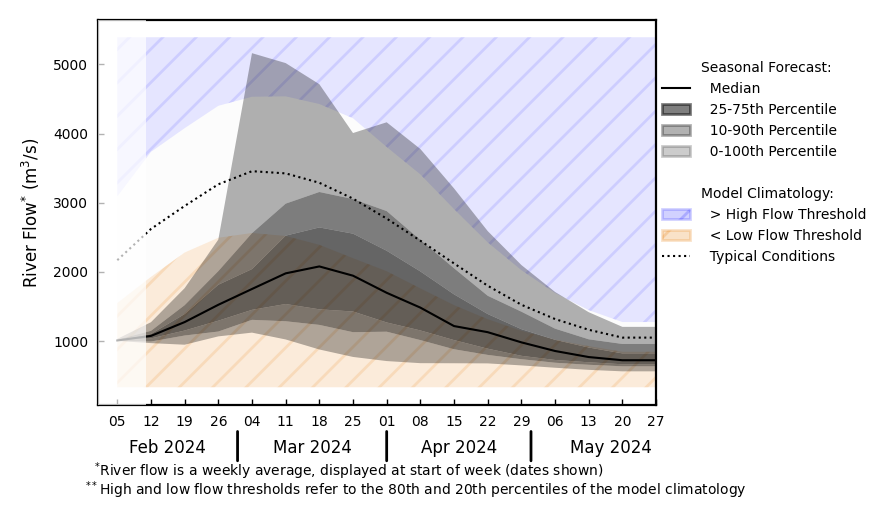 5000
4000
3000
2000
1000
River Flow* (m³/s)
05 12 19 26 04 11 18 25 01 08 15 22 29 06 13 20 27
Feb 2024 Mar 2024 Apr 2024 May 2024
*River flow is a weekly average, displayed at start of week (dates shown)
**High and low flow thresholds refer to the 80th and 20th percentiles of the model climatology
Seasonal Forecast:
Median
25-75th Percentile
10-90th Percentile
0-100th Percentile
Model Climatology:
> High Flow Threshold
< Low Flow Threshold
Typical Conditions